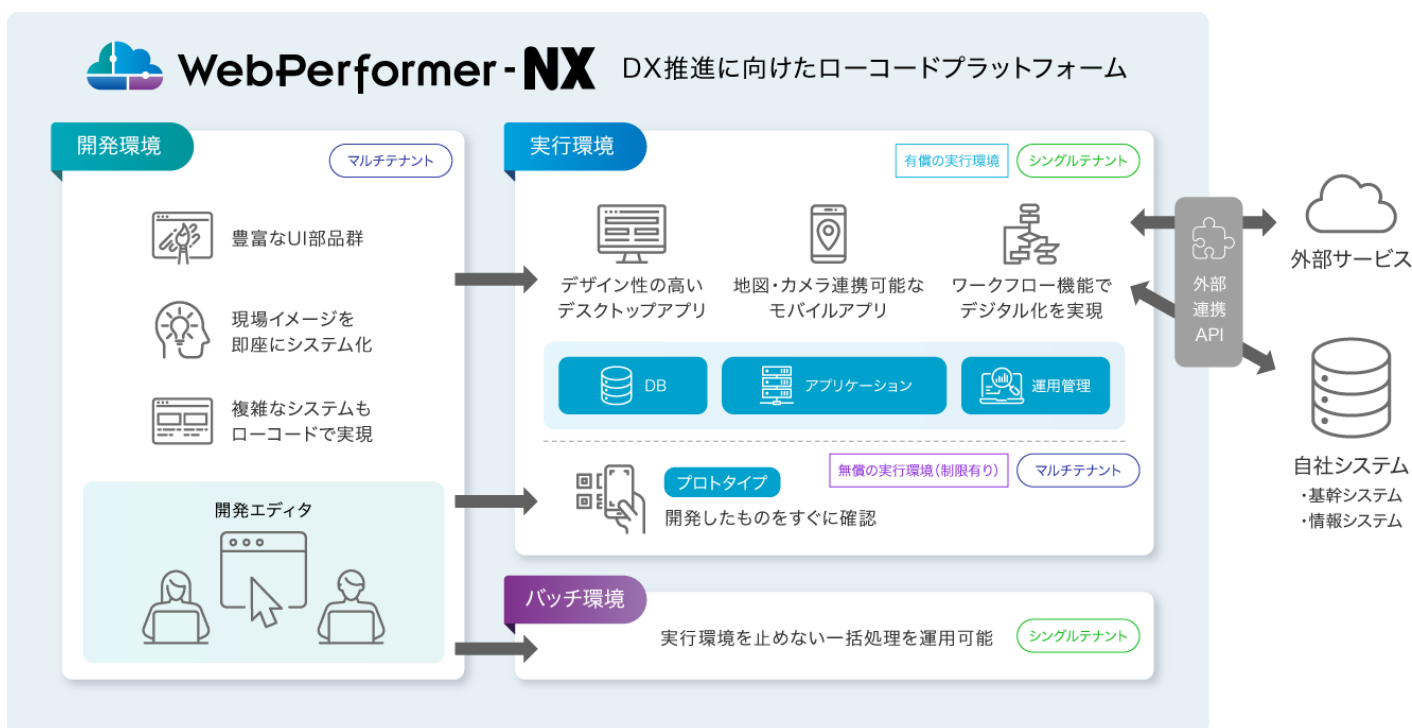 WebPerformer-NX DX推進に向けたローコードプラットフォーム
開発環境
マルチテナント
豊富なUI部品群
現場イメージを
即座にシステム化
複雑なシステムも
ローコードで実現
開発エディタ
実行環境
有償の実行環境
シングルテナント
デザイン性の高い
デスクトップアプリ
地図・カメラ連携可能な
モバイルアプリ
ワークフロー機能で
デジタル化を実現
DB
アプリケーション
運用管理
無償の実行環境(制限有り)
マルチテナント
プロトタイプ
開発したものをすぐに確認
バッチ環境
実行環境を止めない一括処理を運用可能
シングルテナント
外部
連携
API
外部サービス
自社システム
・基幹システム
・情報システム